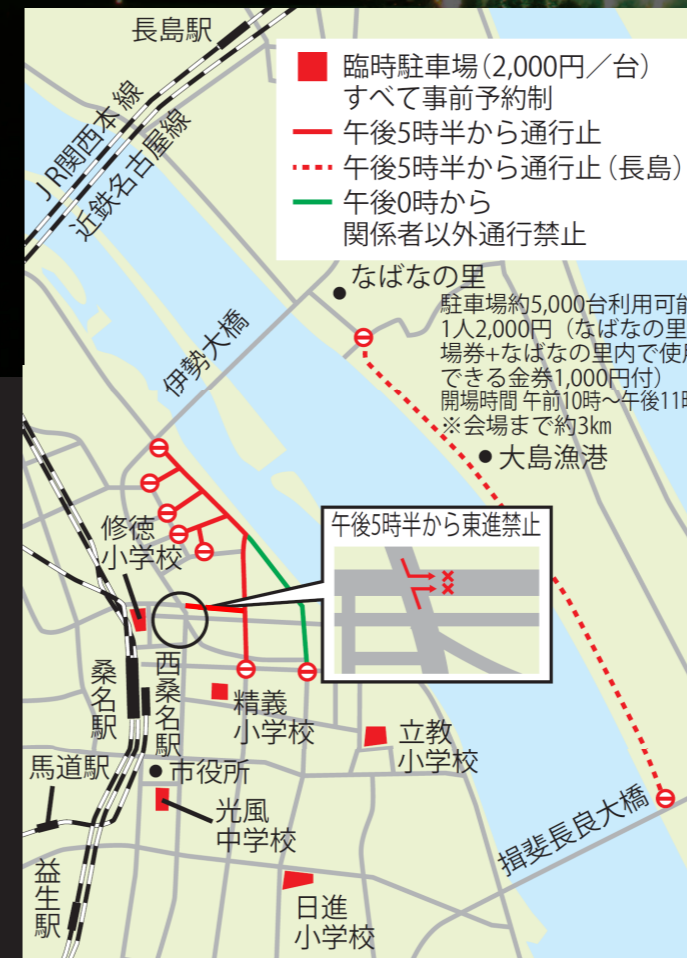 長島駅
臨時駐車場(2,000円／台)
すべて事前予約制
午後5時半から通行止
午後5時半から通行止(長島)
午後0時から
関係者以外通行禁止
JR関西本線
近鉄名古屋線
なばなの里
駐車場約5,000台利用可能
1人2,000円（なばなの里
場券+なばなの里内で使用
できる金券1,000円付）
開場時間 午前10時～午後11時
※会場まで約3km
伊勢大橋
大島漁港
午後5時半から東進禁止
修徳
小学校
桑名駅
西桑名駅
精義
小学校
立教
小学校
馬道駅
市役所
光風
中学校
揖斐長良大橋
益生駅
日進
小学校